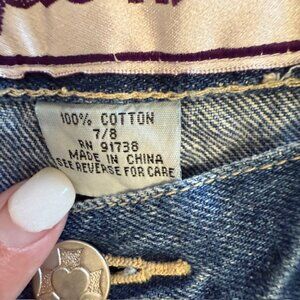 100% COTTON
7/8
RN 91738
MADE IN CHINA
SEE REVERSE FOR CARE